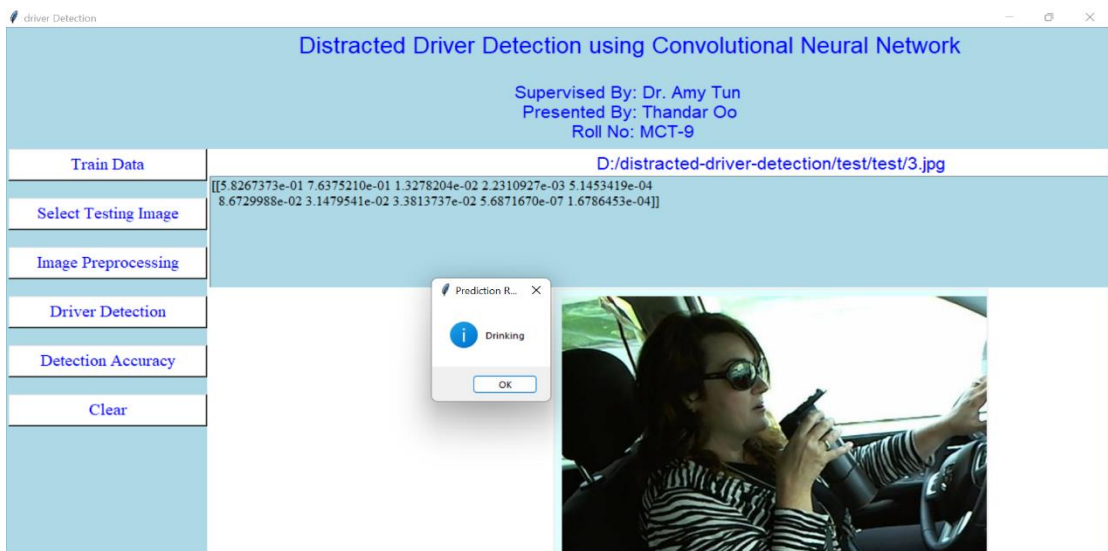 driver Detection
Distracted Driver Detection using Convolutional Neural Network
Supervised By: Dr. Amy Tun
Presented By: Thandar Oo
Roll No: MCT-9
Train Data
D:/distracted-driver-detection/test/test/3.jpg
[[5.8267373e-01 7.6375210e-01 1.3278204e-02 2.2310927e-03 5.1453419e-04
8.6729988e-02 3.1479541e-02 3.3813737e-02 5.6871670e-07 1.6786453e-04]]
Select Testing Image
Image Preprocessing
Prediction R...
Driver Detection
Drinking
Detection Accuracy
OK
Clear